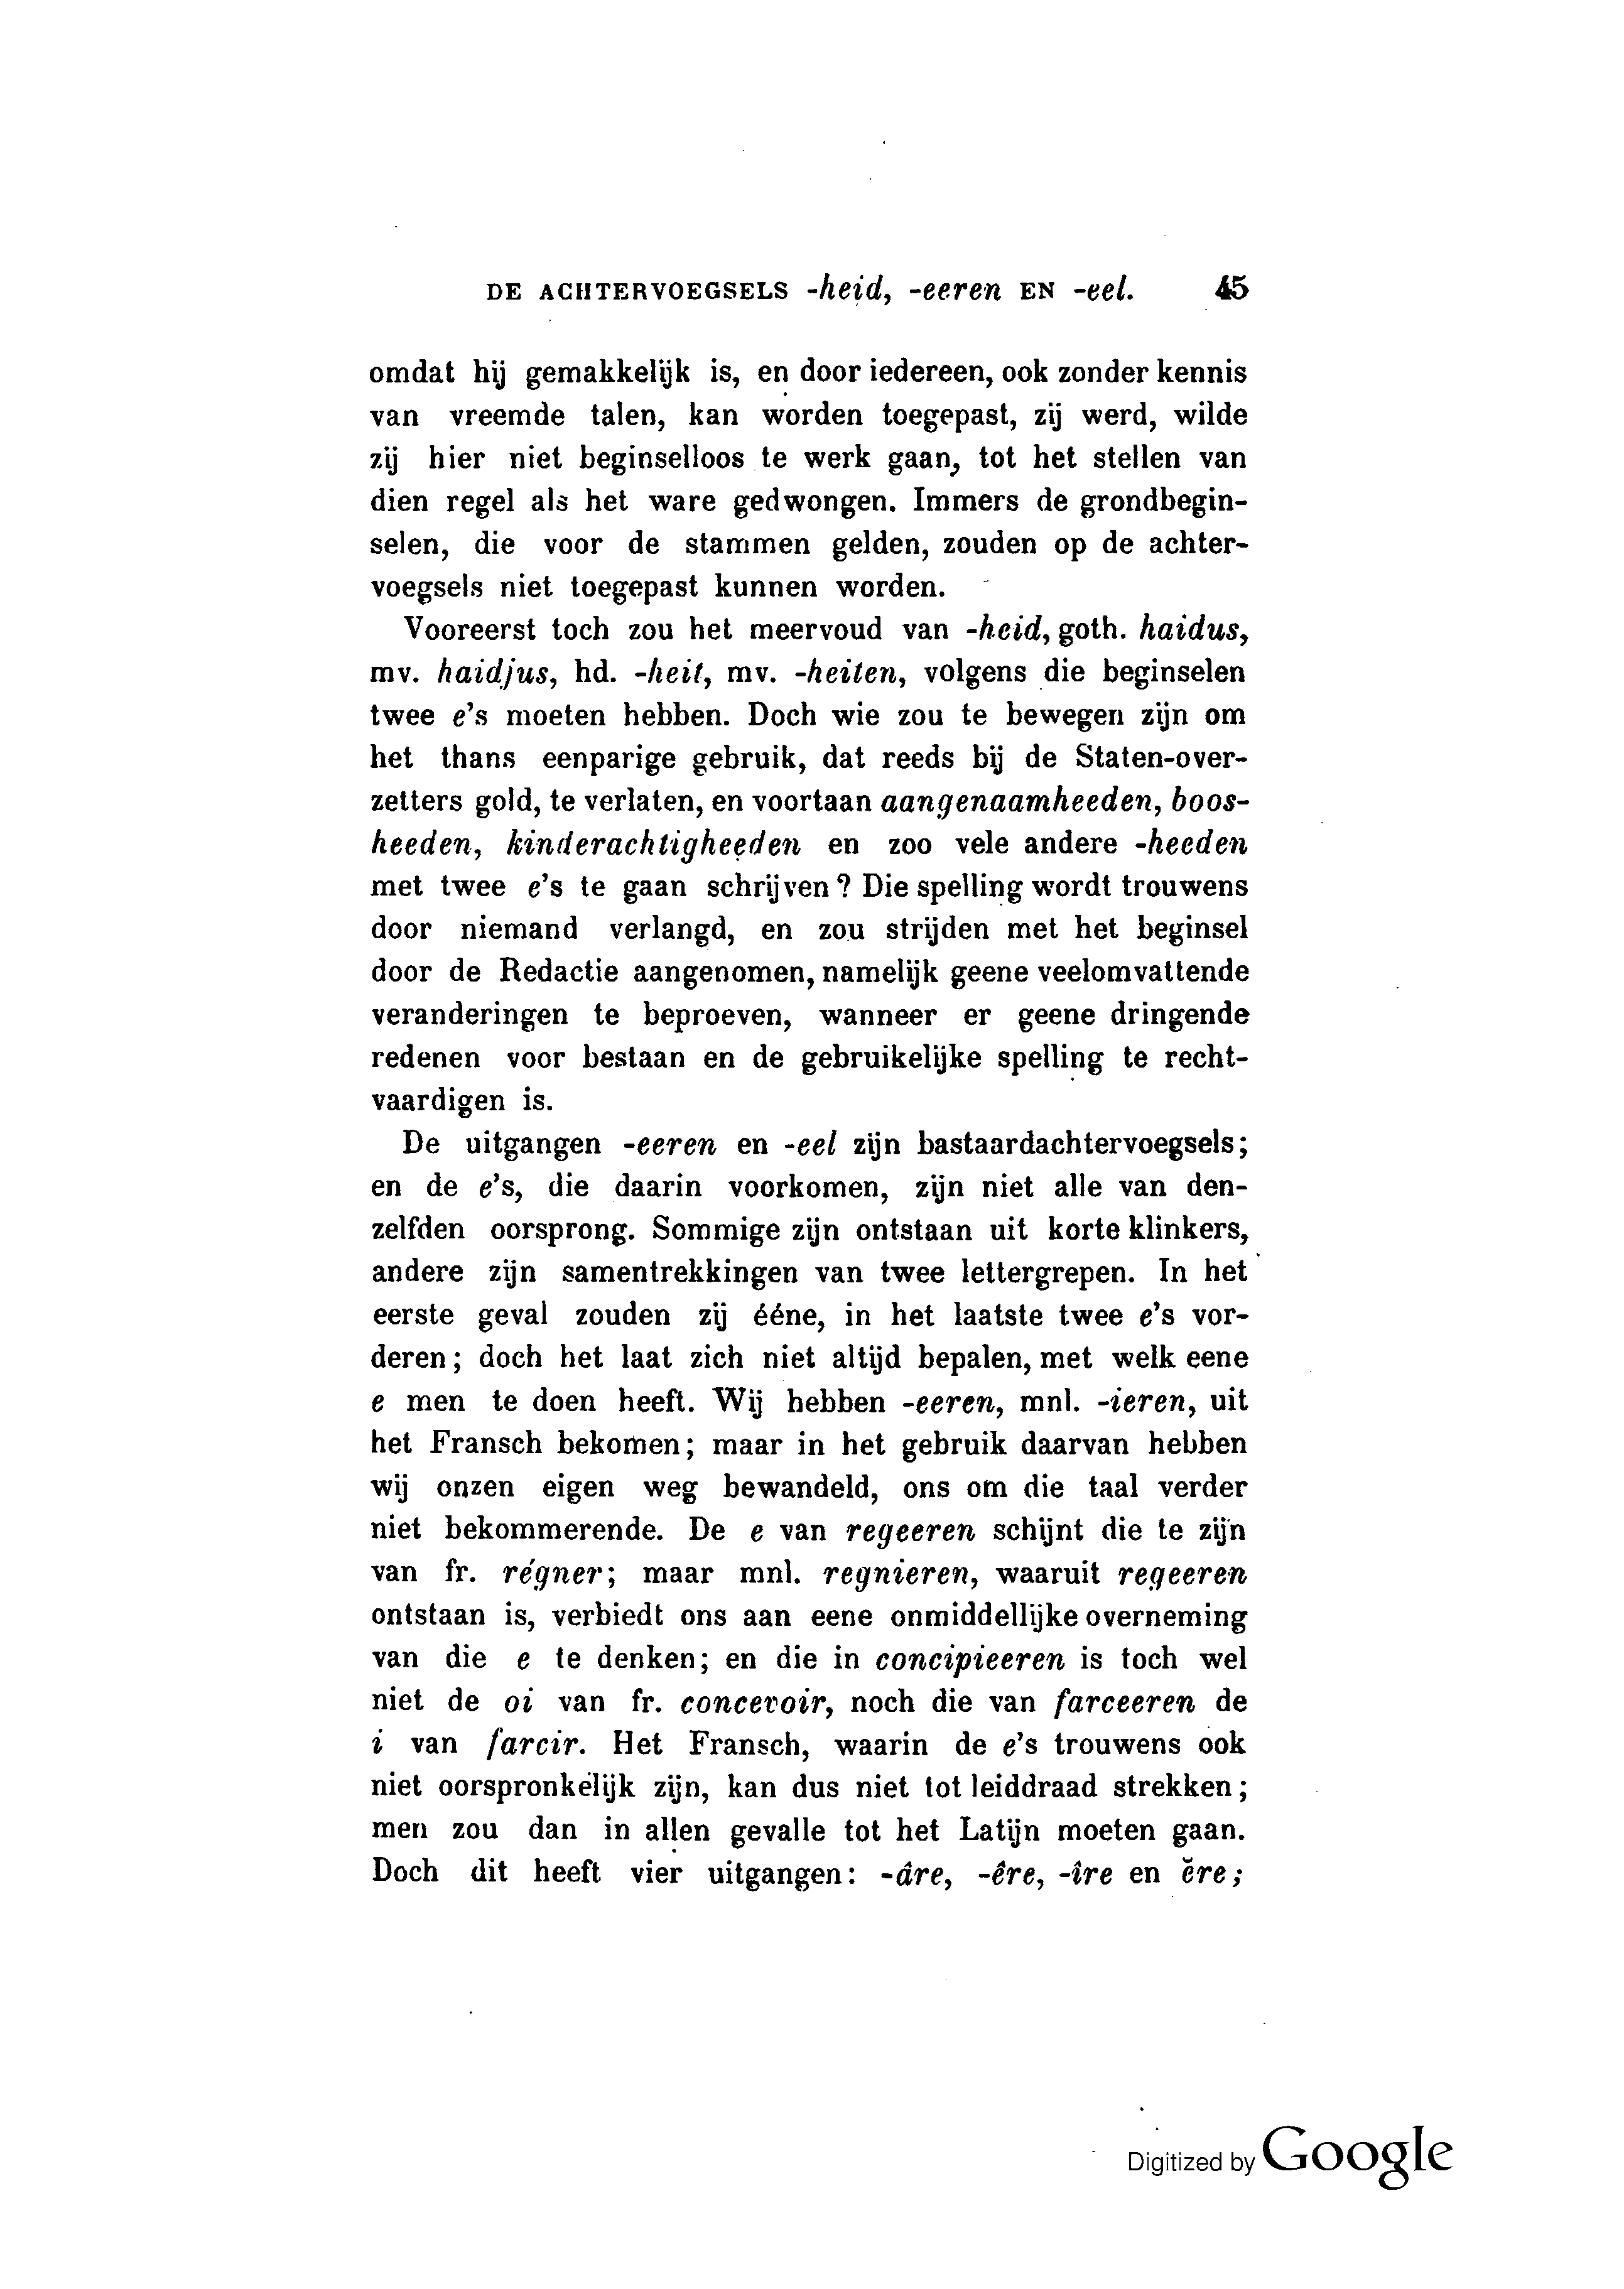 DE ACHTERVOEGSELS -heid, -eeren EN -eel. 45
omdat hij gemakkelijk is, en door iedereen, ook zonder kennis
van vreemde talen, kan worden toegepast, zij werd, wilde
zij hier niet beginselloos te werk gaan, tot het stellen van
dien regel als het ware gedwongen. Immers de grondbegin-
selen, die voor de stammen gelden, zouden op de achter-
voegsels niet toegepast kunnen worden.
Vooreerst toch zou het meervoud van -heid, goth. haidus,
mv. haidjus, hd. -heit, mv. -heiten, volgens die beginselen
twee e's moeten hebben. Doch wie zou te bewegen zijn om
het thans eenparige gebruik, dat reeds bij de Staten-over-
zetters gold, te verlaten, en voortaan aangenaamheeden, boos-
heeden, kinderachtigheeden en zoo vele andere -heeden
met twee e's te gaan schrijven? Die spelling wordt trouwens
door niemand verlangd, en zou strijden met het beginsel
door de Redactie aangenomen, namelijk geene veelomvattende
veranderingen te beproeven, wanneer er geene dringende
redenen voor bestaan en de gebruikelijke spelling te recht-
vaardigen is.
De uitgangen -eeren en -eel zijn bastaardachtervoegsels;
en de e's, die daarin voorkomen, zijn niet alle van den-
zelfden oorsprong. Sommige zijn ontstaan uit korte klinkers,
andere zijn samentrekkingen van twee lettergrepen. In het
eerste geval zouden zij ééne, in het laatste twee e's vor-
deren; doch het laat zich niet altijd bepalen, met welk eene
e men te doen heeft. Wij hebben -eeren, mnl. -ieren, uit
het Fransch bekomen; maar in het gebruik daarvan hebben
wij onzen eigen weg bewandeld, ons om die taal verder
niet bekommerende. De e van regeeren schijnt die te zijn
van fr. régner; maar mnl. regnieren, waaruit regeeren
ontstaan is, verbiedt ons aan eene onmiddellijke overneming
van die e te denken; en die in concipieeren is toch wel
niet de oi van fr. concevoir, noch die van farceeren de
i van farcir. Het Fransch, waarin de e's trouwens ook
niet oorspronkelijk zijn, kan dus niet tot leiddraad strekken;
men zou dan in allen gevalle tot het Latijn moeten gaan.
Doch dit heeft vier uitgangen: -âre, -êre, -îre en ĕre;
Digitized by Google